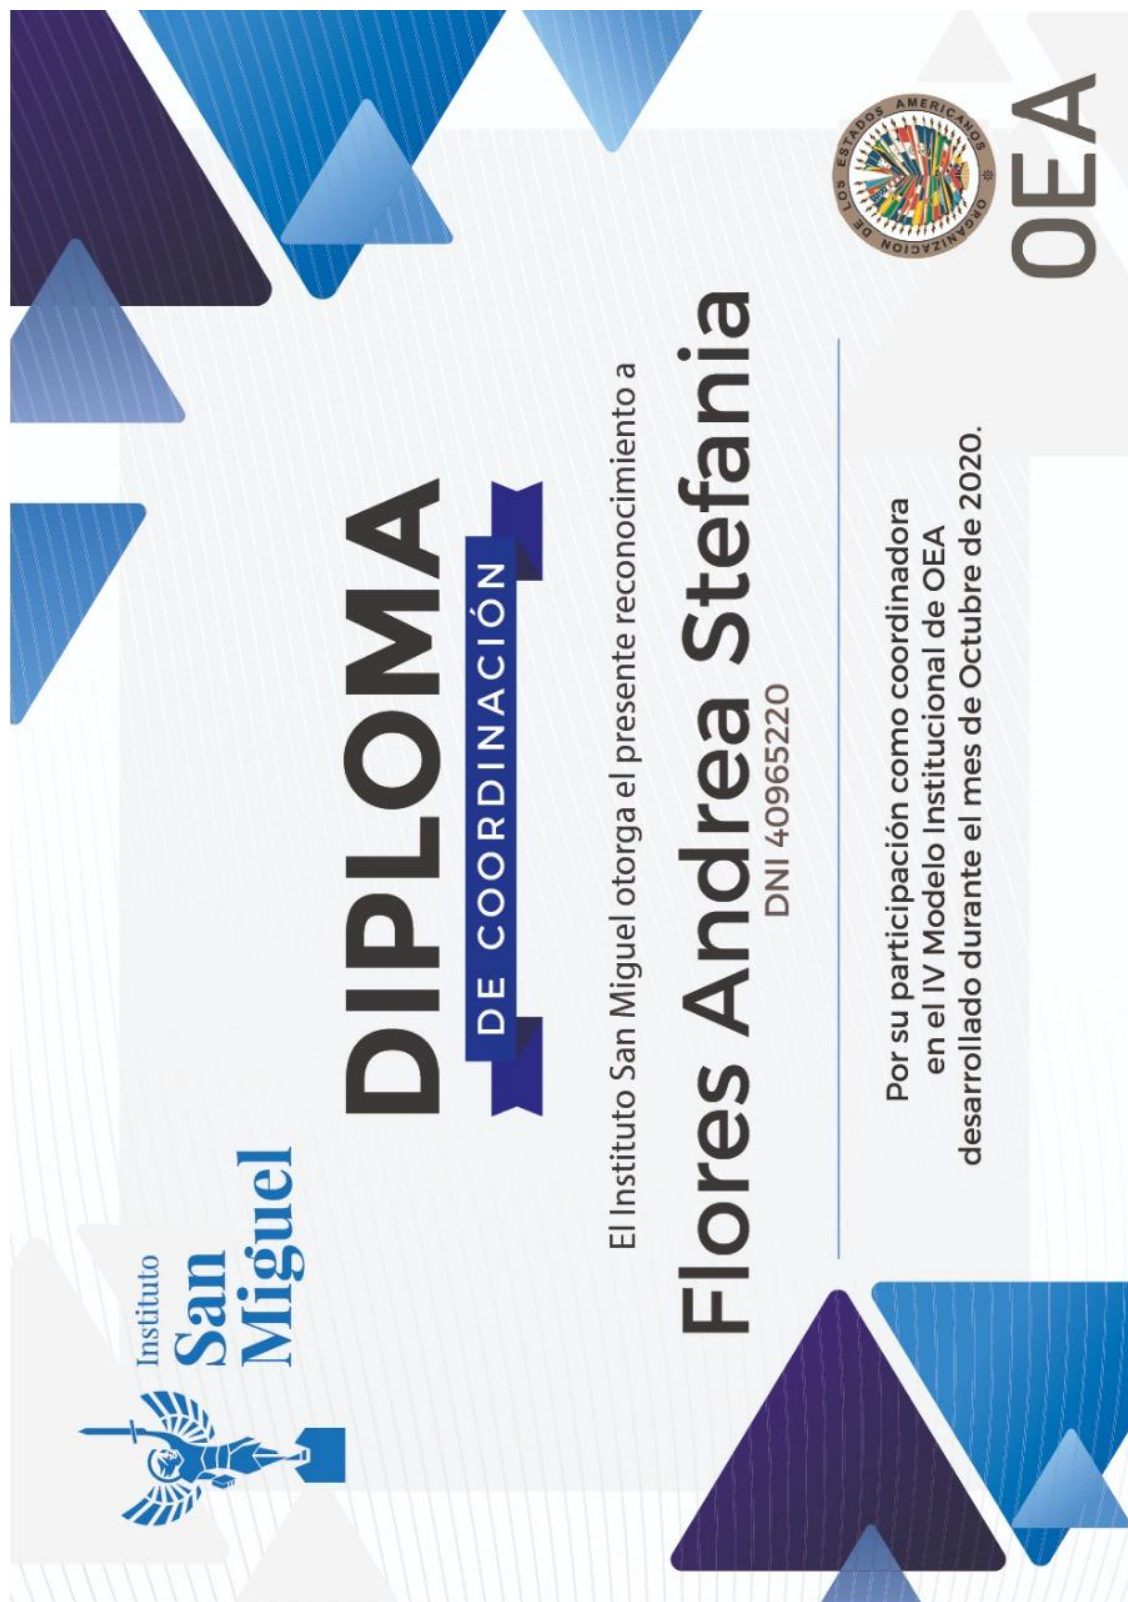 Instituto
San
Miguel
DIPLOMA
DE COORDINACIÓN
El Instituto San Miguel otorga el presente reconocimiento a
Flores Andrea Stefania
DNI 40965220
Por su participación como coordinadora
en el IV Modelo Institucional de OEA
desarrollado durante el mes de Octubre de 2020.
ORGANIZACION DE LOS ESTADOS AMERICANOS
OEA